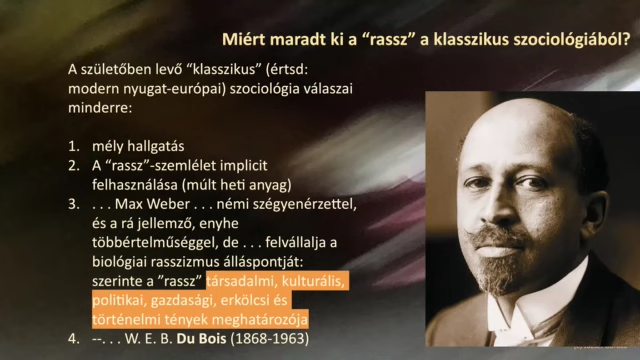 Miért maradt ki a “rassz” a klasszikus szociológiából?
A születőben levő “klasszikus” (értsd:
modern nyugat-európai) szociológia válaszai
minderre:
1. mély hallgatás
2. A “rassz”-szemlélet implicit
felhasználása (múlt heti anyag)
3. . . . Max Weber . . . némi szégyenérzettel,
és a rá jellemző, enyhe
többértelműséggel, de . . . felvállalja a
biológiai rasszizmus álláspontját:
szerinte a ”rassz” társadalmi, kulturális,
politikai, gazdasági, erkölcsi és
történelmi tények meghatározója
4. --. . . W. E. B. Du Bois (1868-1963)